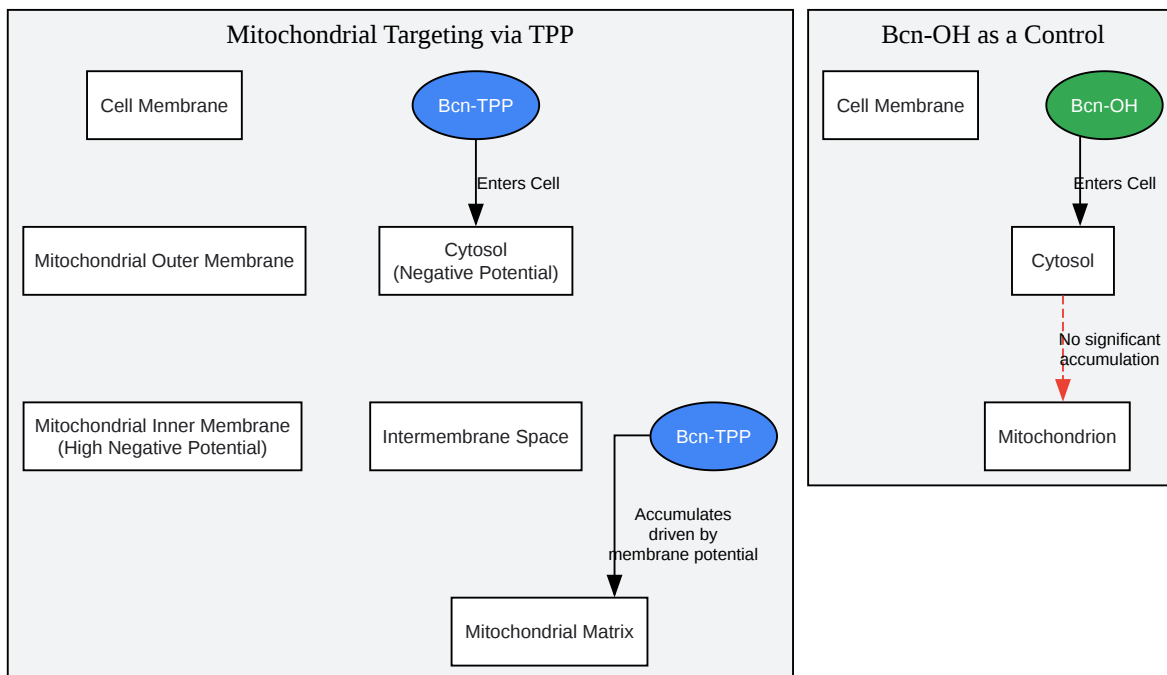 Mitochondrial Targeting via TPP
Cell Membrane
Bcn-TPP
Enters Cell
Mitochondrial Outer Membrane
Cytosol
(Negative Potential)
Mitochondrial Inner Membrane
(High Negative Potential)
Intermembrane Space
Bcn-TPP
Accumulates
driven by
membrane potential
Mitochondrial Matrix
Bcn-OH as a Control
Cell Membrane
Bcn-OH
Enters Cell
Cytosol
No significant
accumulation
Mitochondrion